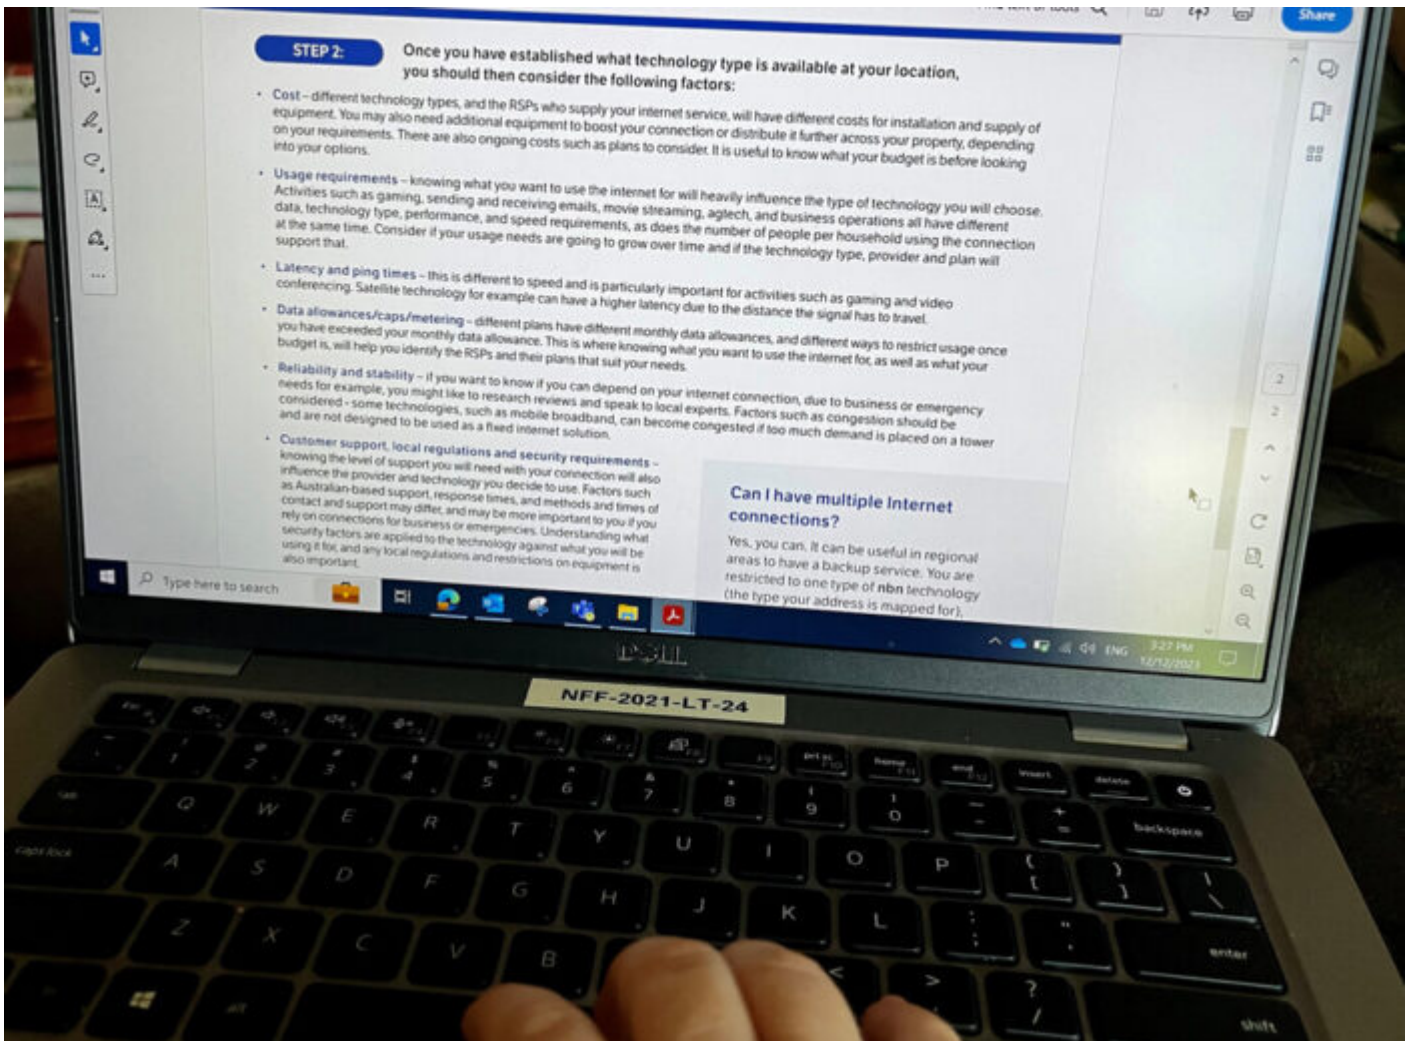 Share
STEP 2:
Once you have established what technology type is available at your location,
you should then consider the following factors:
• Cost – different technology types, and the RSPs who supply your internet service, will have different costs for installation and supply of
equipment. You may also need additional equipment to boost your connection or distribute it further across your property, depending
on your requirements. There are also ongoing costs such as plans to consider. It is useful to know what your budget is before looking
into your options.
• Usage requirements – knowing what you want to use the internet for will heavily influence the type of technology you will choose.
Activities such as gaming, sending and receiving emails, movie streaming, agtech, and business operations all have different
data, technology type, performance, and speed requirements, as does the number of people per household using the connection
at the same time. Consider if your usage needs are going to grow over time and if the technology type, provider and plan will
support that.
• Latency and ping times – this is different to speed and is particularly important for activities such as gaming and video
conferencing. Satellite technology for example can have a higher latency due to the distance the signal has to travel.
• Data allowances/caps/metering – different plans have different monthly data allowances, and different ways to restrict usage once
you have exceeded your monthly data allowance. This is where knowing what you want to use the internet for, as well as what your
budget is, will help you identify the RSPs and their plans that suit your needs.
• Reliability and stability – if you want to know if you can depend on your internet connection, due to business or emergency
needs for example, you might like to research reviews and speak to local experts. Factors such as congestion should be
considered - some technologies, such as mobile broadband, can become congested if too much demand is placed on a tower
and are not designed to be used as a fixed internet solution.
• Customer support, local regulations and security requirements –
knowing the level of support you will need with your connection will also
influence the provider and technology you decide to use. Factors such
as Australian-based support, response times, and methods and times of
contact and support may differ, and may be more important to you if you
rely on connections for business or emergencies. Understanding what
security factors are applied to the technology against what you will be
using it for, and any local regulations and restrictions on equipment is
also important.
Can I have multiple Internet
connections?
Yes, you can. It can be useful in regional
areas to have a backup service. You are
restricted to one type of nbn technology
(the type your address is mapped for),
2
2
Type here to search
ENG
3:27 PM
12/12/2023
DELL
NFF-2021-LT-24
home end insert delete
1 2 3 4 5 6 7 8 9 0 backspace
Q W E R T Y U I O P
caps lock A S D F G H J K L enter
Z X C V B shift
alt